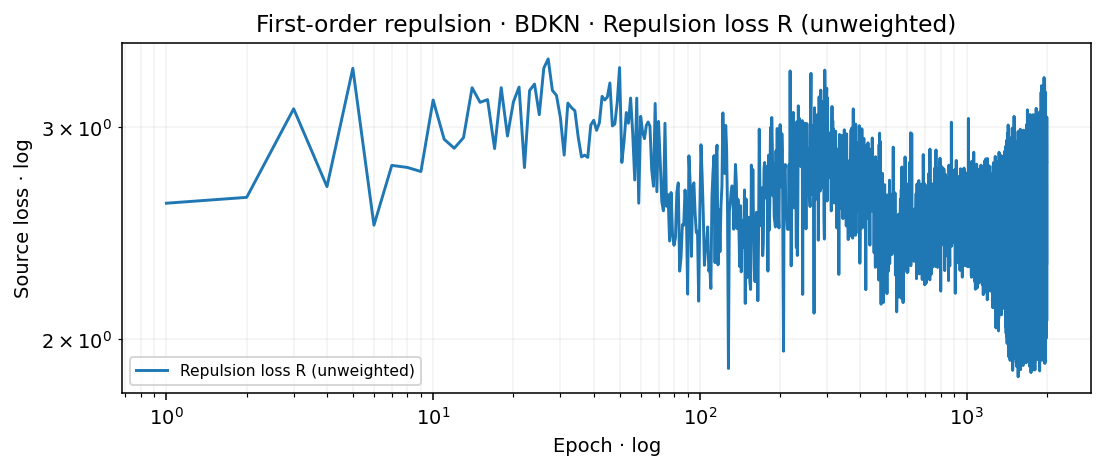 First-order repulsion · BDKN · Repulsion loss R (unweighted)
Source loss · log
3 × 10⁰
2 × 10⁰
Repulsion loss R (unweighted)
10⁰ 10¹ 10² 10³
Epoch · log